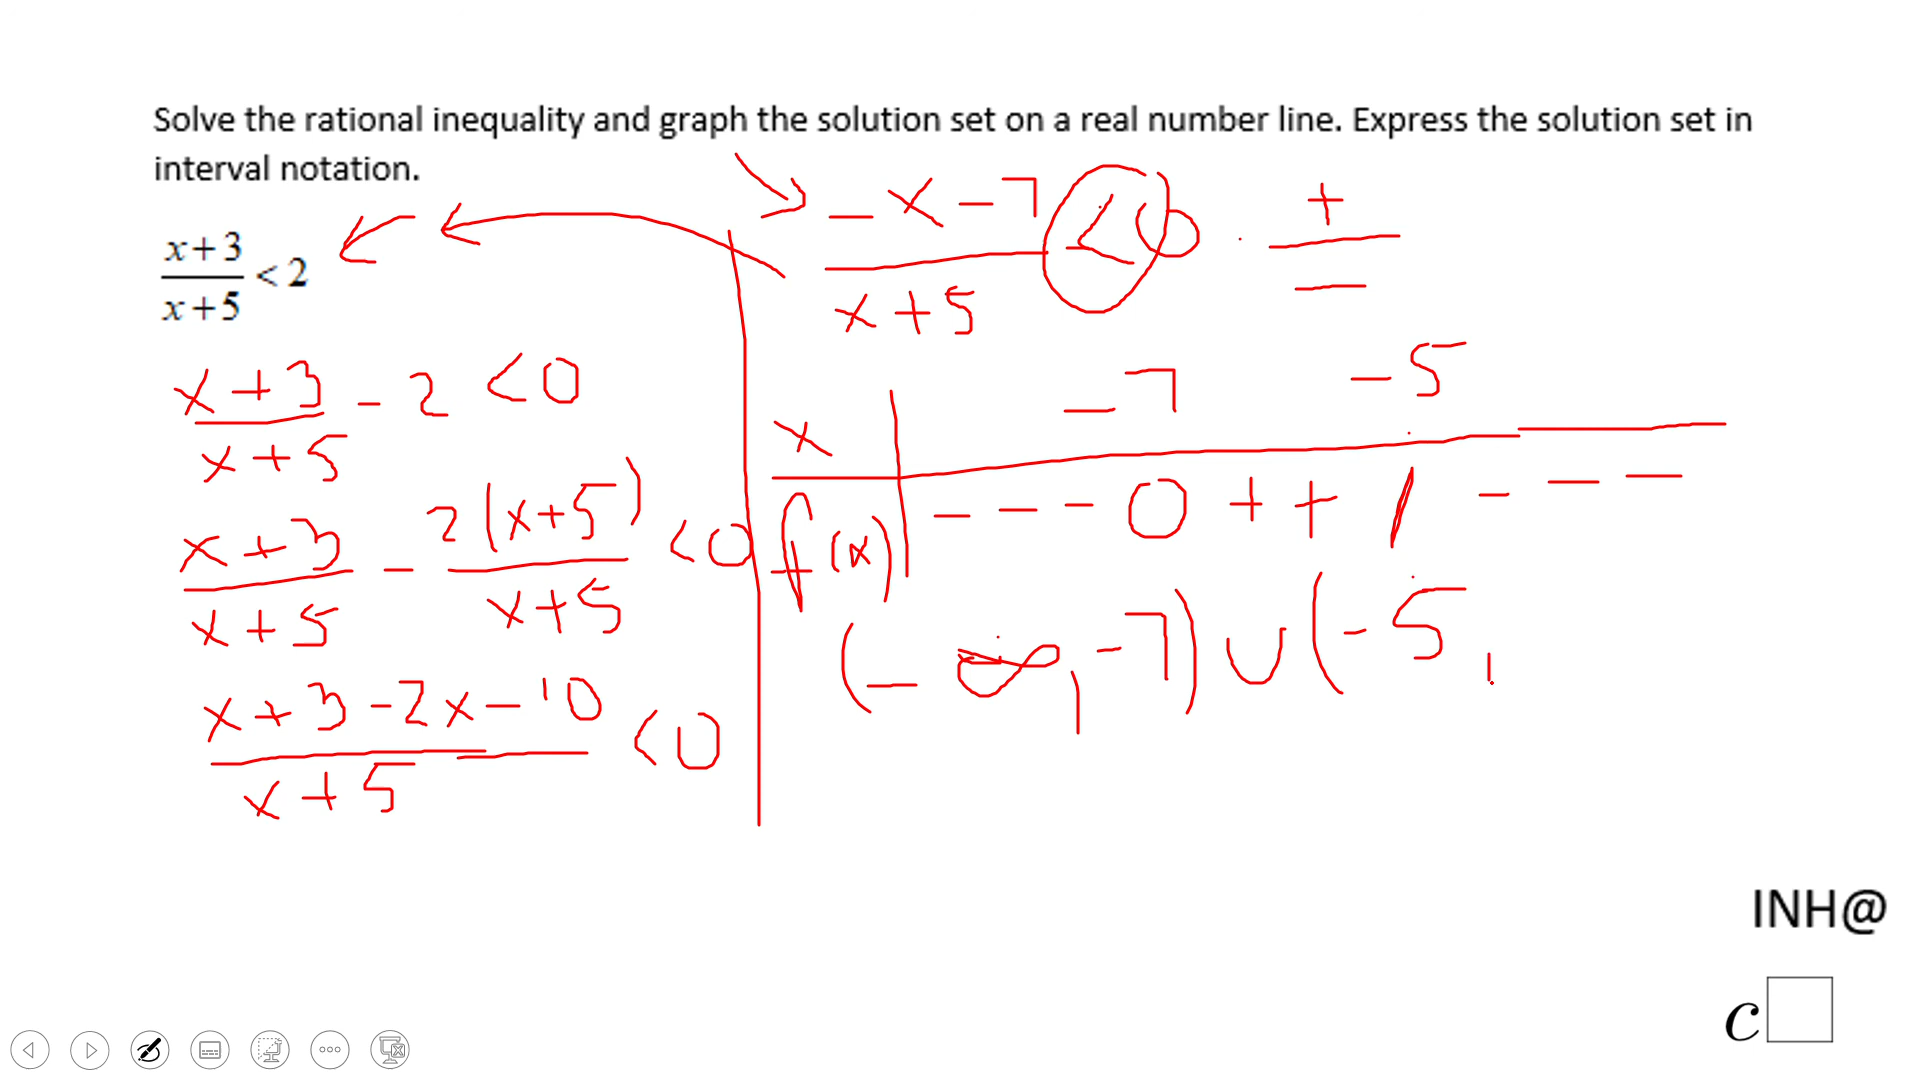 Solve the rational inequality and graph the solution set on a real number line. Express the solution set in
interval notation.
x+3
x+5
<2
x+3
x+5
- 2 <0
x+3
x+5
-
2(x+5)
x+5
<0
x+3-2x-10
x+5
<0
-x-7
x+5
<0
+
-
x -7 -5
f(x) - - - 0 + + / - - -
(-∞,-7)∪(-5,
INH@
c